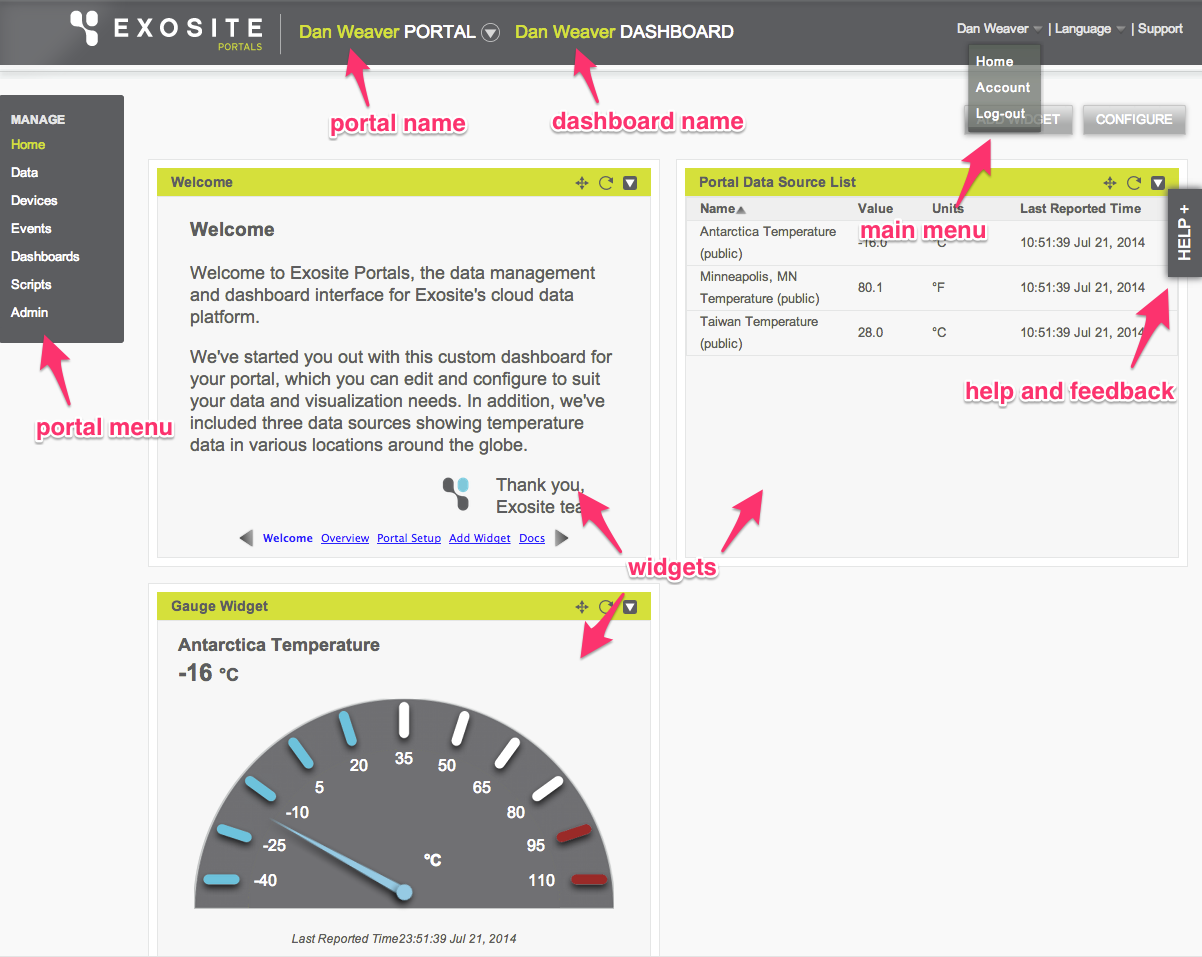 EXOSITE
PORTALS
Dan Weaver PORTAL
Dan Weaver DASHBOARD
Dan Weaver | Language | Support
Home
Account
Log-out
portal name
dashboard name
WIDGET
CONFIGURE
MANAGE
Home
Data
Devices
Events
Dashboards
Scripts
Admin
portal menu
Welcome
Welcome
Welcome to Exosite Portals, the data management
and dashboard interface for Exosite's cloud data
platform.
We've started you out with this custom dashboard for
your portal, which you can edit and configure to suit
your data and visualization needs. In addition, we've
included three data sources showing temperature
data in various locations around the globe.
Thank you,
Exosite tea
Welcome Overview Portal Setup Add Widget Docs
Portal Data Source List
Name Value Units Last Reported Time
main menu
Antarctica Temperature
(public)
-16.0 °C 10:51:39 Jul 21, 2014
Minneapolis, MN
Temperature (public)
80.1 °F 10:51:39 Jul 21, 2014
Taiwan Temperature
(public)
28.0 °C 10:51:39 Jul 21, 2014
HELP +
help and feedback
widgets
Gauge Widget
Antarctica Temperature
-16 °C
-40
-25
-10
5
20
35
50
65
80
95
110
°C
Last Reported Time23:51:39 Jul 21, 2014